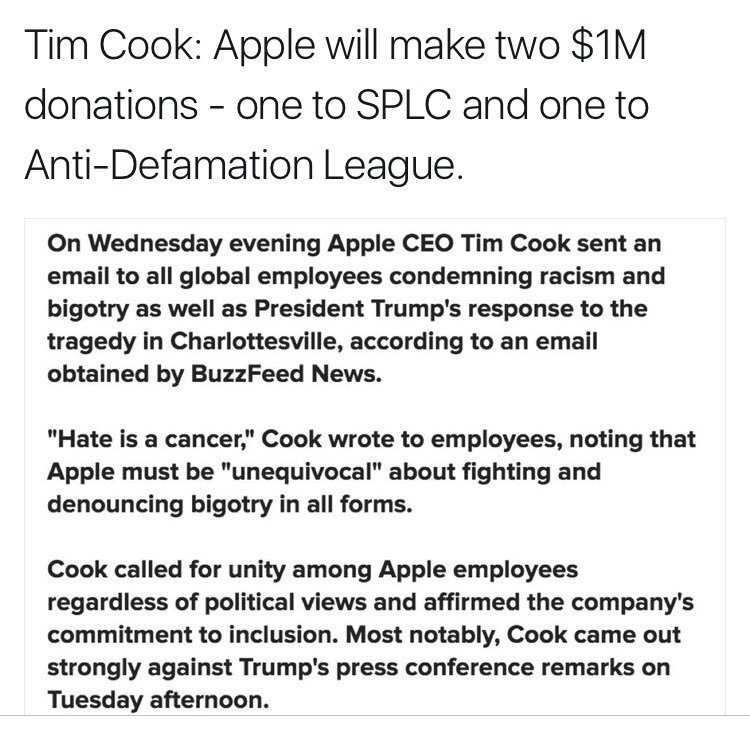 Tim Cook: Apple will make two $1M
donations - one to SPLC and one to
Anti-Defamation League.
On Wednesday evening Apple CEO Tim Cook sent an
email to all global employees condemning racism and
bigotry as well as President Trump's response to the
tragedy in Charlottesville, according to an email
obtained by BuzzFeed News.
"Hate is a cancer," Cook wrote to employees, noting that
Apple must be "unequivocal" about fighting and
denouncing bigotry in all forms.
Cook called for unity among Apple employees
regardless of political views and affirmed the company's
commitment to inclusion. Most notably, Cook came out
strongly against Trump's press conference remarks on
Tuesday afternoon.